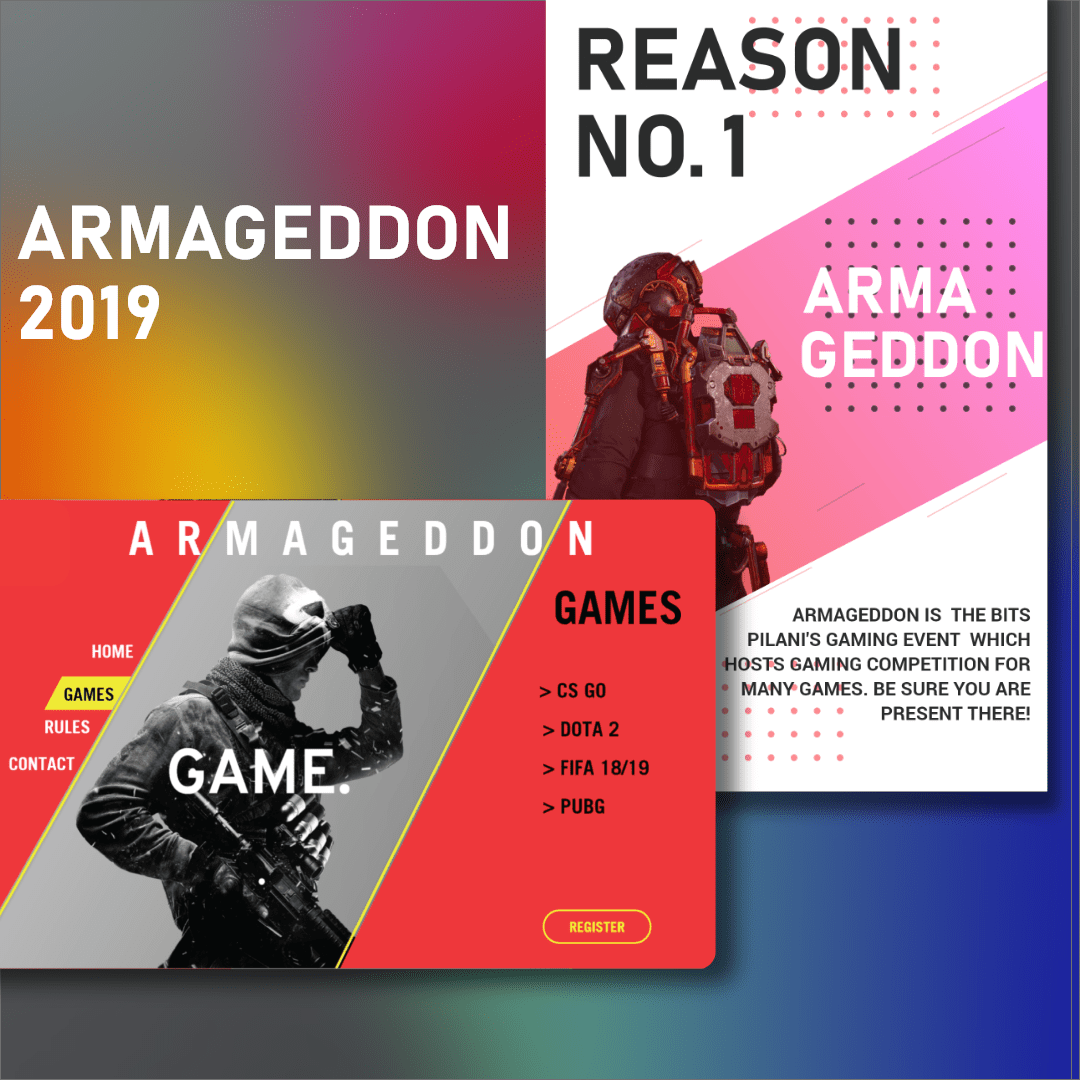 ARMAGEDDON
2019
REASON
NO. 1
ARMA
GEDDON
ARMAGEDDON IS THE BITS
PILANI'S GAMING EVENT WHICH
HOSTS GAMING COMPETITION FOR
MANY GAMES. BE SURE YOU ARE
PRESENT THERE!
ARMAGEDDON
HOME
GAMES
RULES
CONTACT
GAME.
GAMES
> CS GO
> DOTA 2
> FIFA 18/19
> PUBG
REGISTER